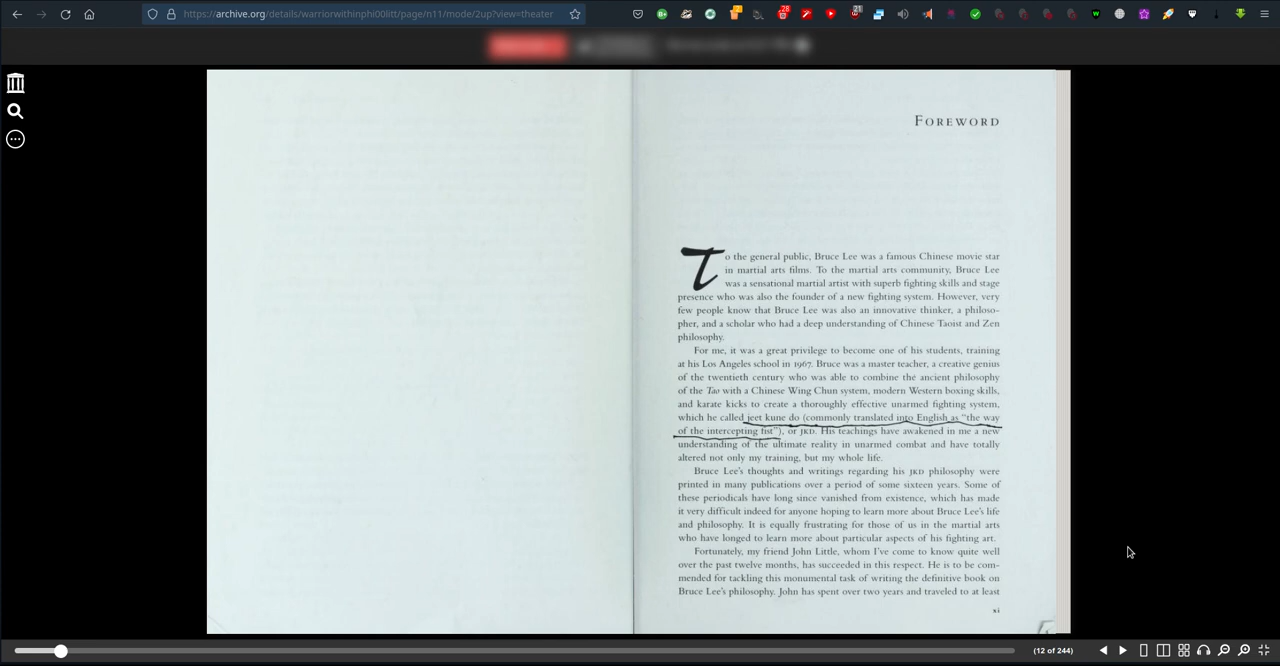 https://archive.org/details/warriorwithinphi00litt/page/n11/mode/2up?view=theater
28
21
FOREWORD
To the general public, Bruce Lee was a famous Chinese movie star
in martial arts films. To the martial arts community, Bruce Lee
was a sensational martial artist with superb fighting skills and stage
presence who was also the founder of a new fighting system. However, very
few people know that Bruce Lee was also an innovative thinker, a philoso-
pher, and a scholar who had a deep understanding of Chinese Taoist and Zen
philosophy.
For me, it was a great privilege to become one of his students, training
at his Los Angeles school in 1967. Bruce was a master teacher, a creative genius
of the twentieth century who was able to combine the ancient philosophy
of the Tao with a Chinese Wing Chun system, modern Western boxing skills,
and karate kicks to create a thoroughly effective unarmed fighting system,
which he called jeet kune do (commonly translated into English as “the way
of the intercepting fist”), or JKD. His teachings have awakened in me a new
understanding of the ultimate reality in unarmed combat and have totally
altered not only my training, but my whole life.
Bruce Lee’s thoughts and writings regarding his JKD philosophy were
printed in many publications over a period of some sixteen years. Some of
these periodicals have long since vanished from existence, which has made
it very difficult indeed for anyone hoping to learn more about Bruce Lee’s life
and philosophy. It is equally frustrating for those of us in the martial arts
who have longed to learn more about particular aspects of his fighting art.
Fortunately, my friend John Little, whom I’ve come to know quite well
over the past twelve months, has succeeded in this respect. He is to be com-
mended for tackling this monumental task of writing the definitive book on
Bruce Lee’s philosophy. John has spent over two years and traveled to at least
xi
(12 of 244)